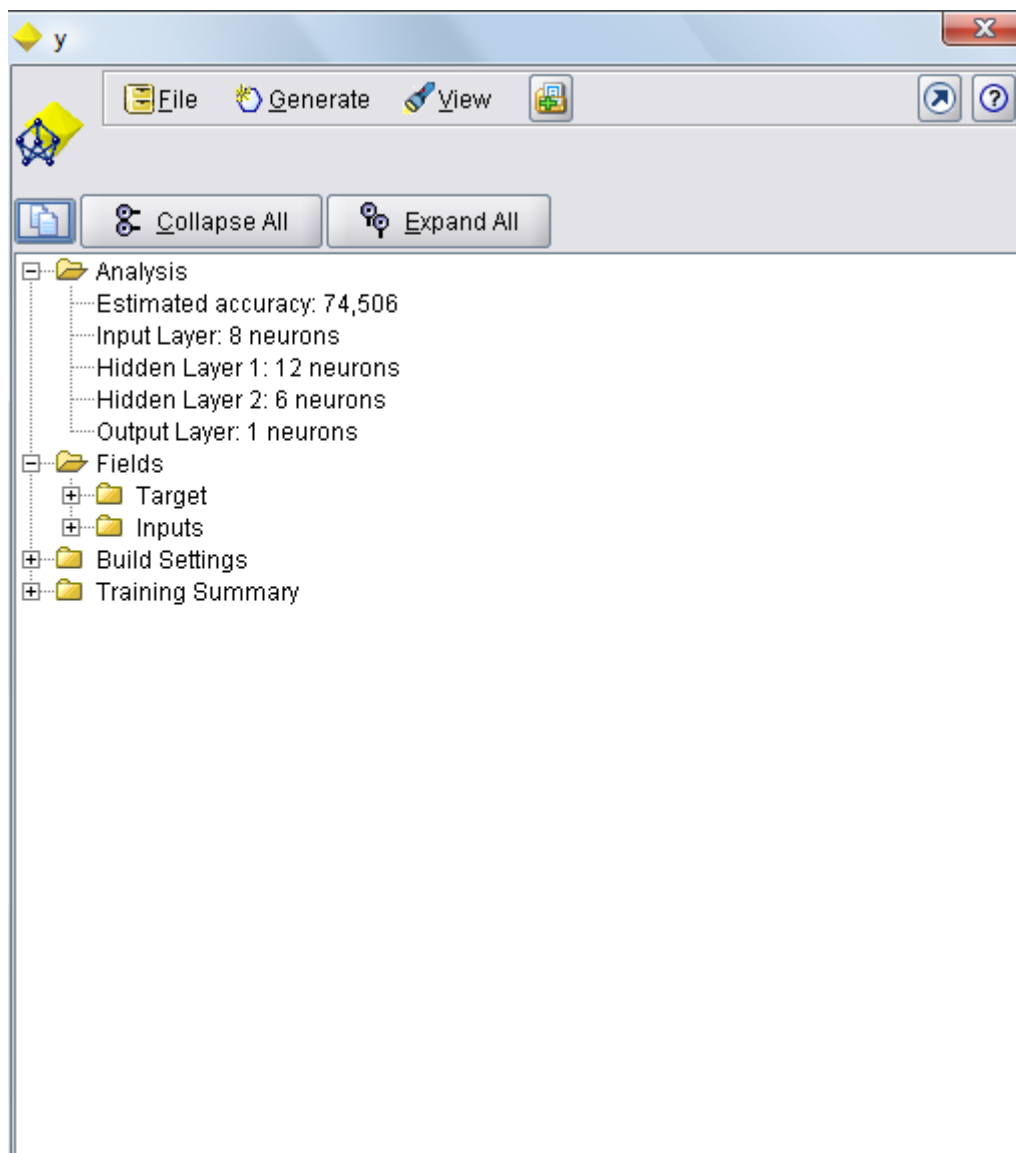 y
File Generate View
Collapse All Expand All
Analysis
Estimated accuracy: 74,506
Input Layer: 8 neurons
Hidden Layer 1: 12 neurons
Hidden Layer 2: 6 neurons
Output Layer: 1 neurons
Fields
Target
Inputs
Build Settings
Training Summary